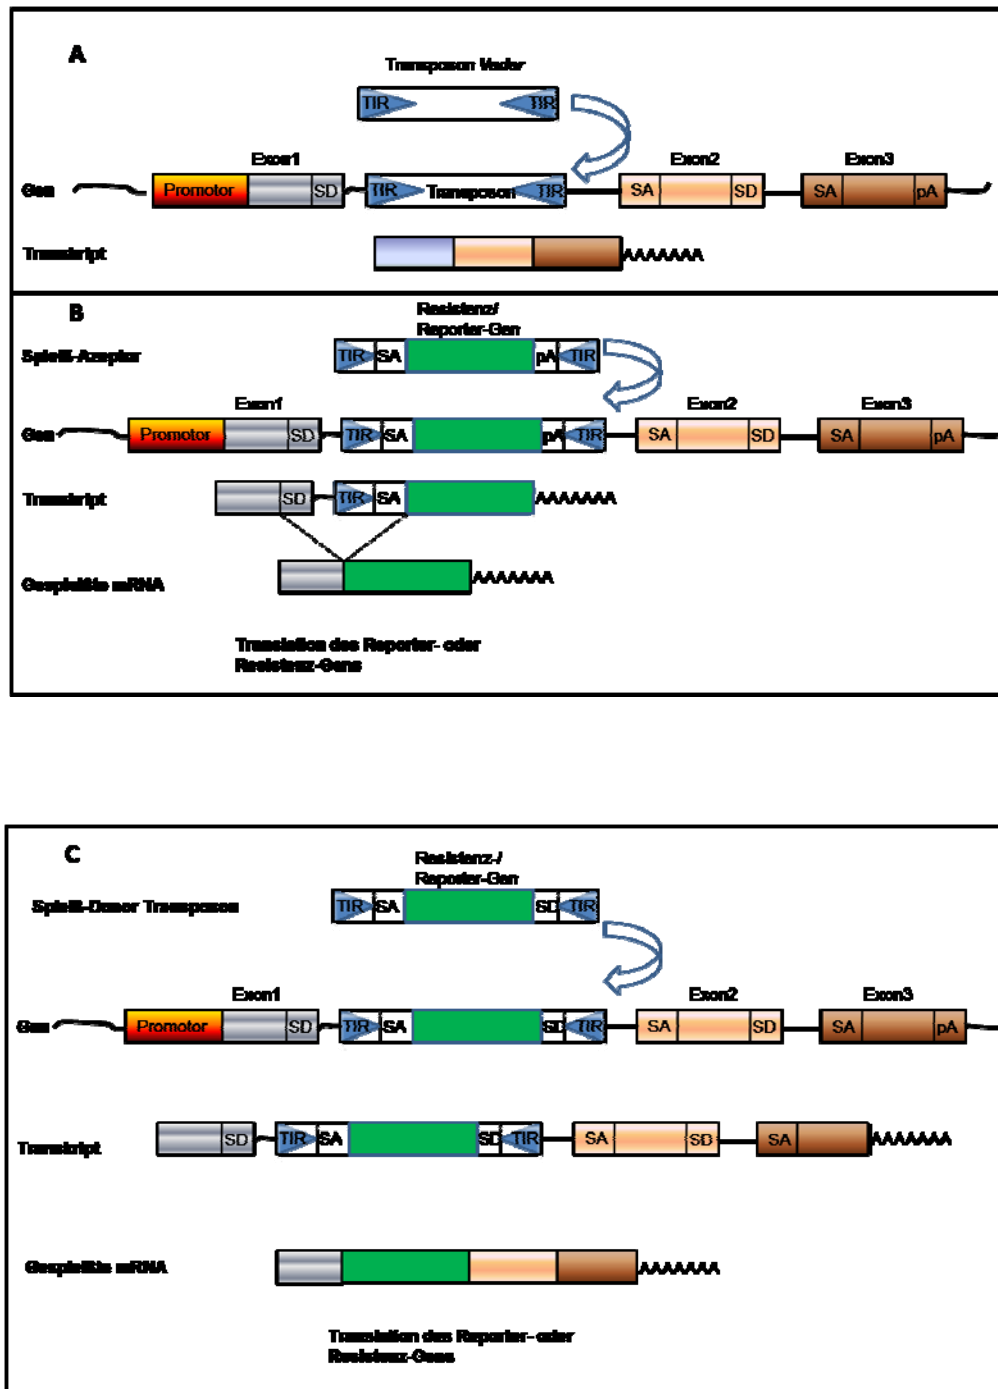 A
Transposon Vader
TIR TIR
Exon1 Exon2 Exon3
Gen Promotor SD TIR Transposon TIR SA SD SA pA
Transkript AAAAAAA
B
Resistenz/
Reporter-Gen
Spleiß-Azeptor TIR SA pA TIR
Exon1 Exon2 Exon3
Gen Promotor SD TIR SA pA TIR SA SD SA pA
Transkript SD TIR SA AAAAAAA
Gespleißte mRNA AAAAAAA
Translation des Reporter- oder
Resistenz-Gens
C
Resistenz-/
Reporter-Gen
Spleiß-Donor Transposon TIR SA SD TIR
Exon1 Exon2 Exon3
Gen Promotor SD TIR SA SD TIR SA SD SA pA
Transkript SD TIR SA SD TIR SA SD SA AAAAAAA
Gespleißte mRNA AAAAAAA
Translation des Reporter- oder
Resistenz-Gens